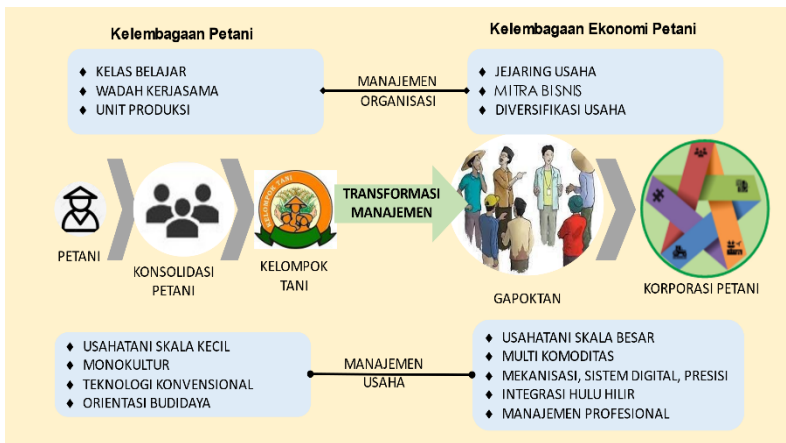 Kelembagaan Petani
Kelembagaan Ekonomi Petani
♦ KELAS BELAJAR
♦ WADAH KERJASAMA
♦ UNIT PRODUKSI
MANAJEMEN
ORGANISASI
♦ JEJARING USAHA
♦ MITRA BISNIS
♦ DIVERSIFIKASI USAHA
PETANI
KONSOLIDASI
PETANI
KELOMPOK TANI
KELOMPOK
TANI
TRANSFORMASI
MANAJEMEN
GAPOKTAN
KORPORASI PETANI
♦ USAHATANI SKALA KECIL
♦ MONOKULTUR
♦ TEKNOLOGI KONVENSIONAL
♦ ORIENTASI BUDIDAYA
MANAJEMEN
USAHA
♦ USAHATANI SKALA BESAR
♦ MULTI KOMODITAS
♦ MEKANISASI, SISTEM DIGITAL, PRESISI
♦ INTEGRASI HULU HILIR
♦ MANAJEMEN PROFESIONAL